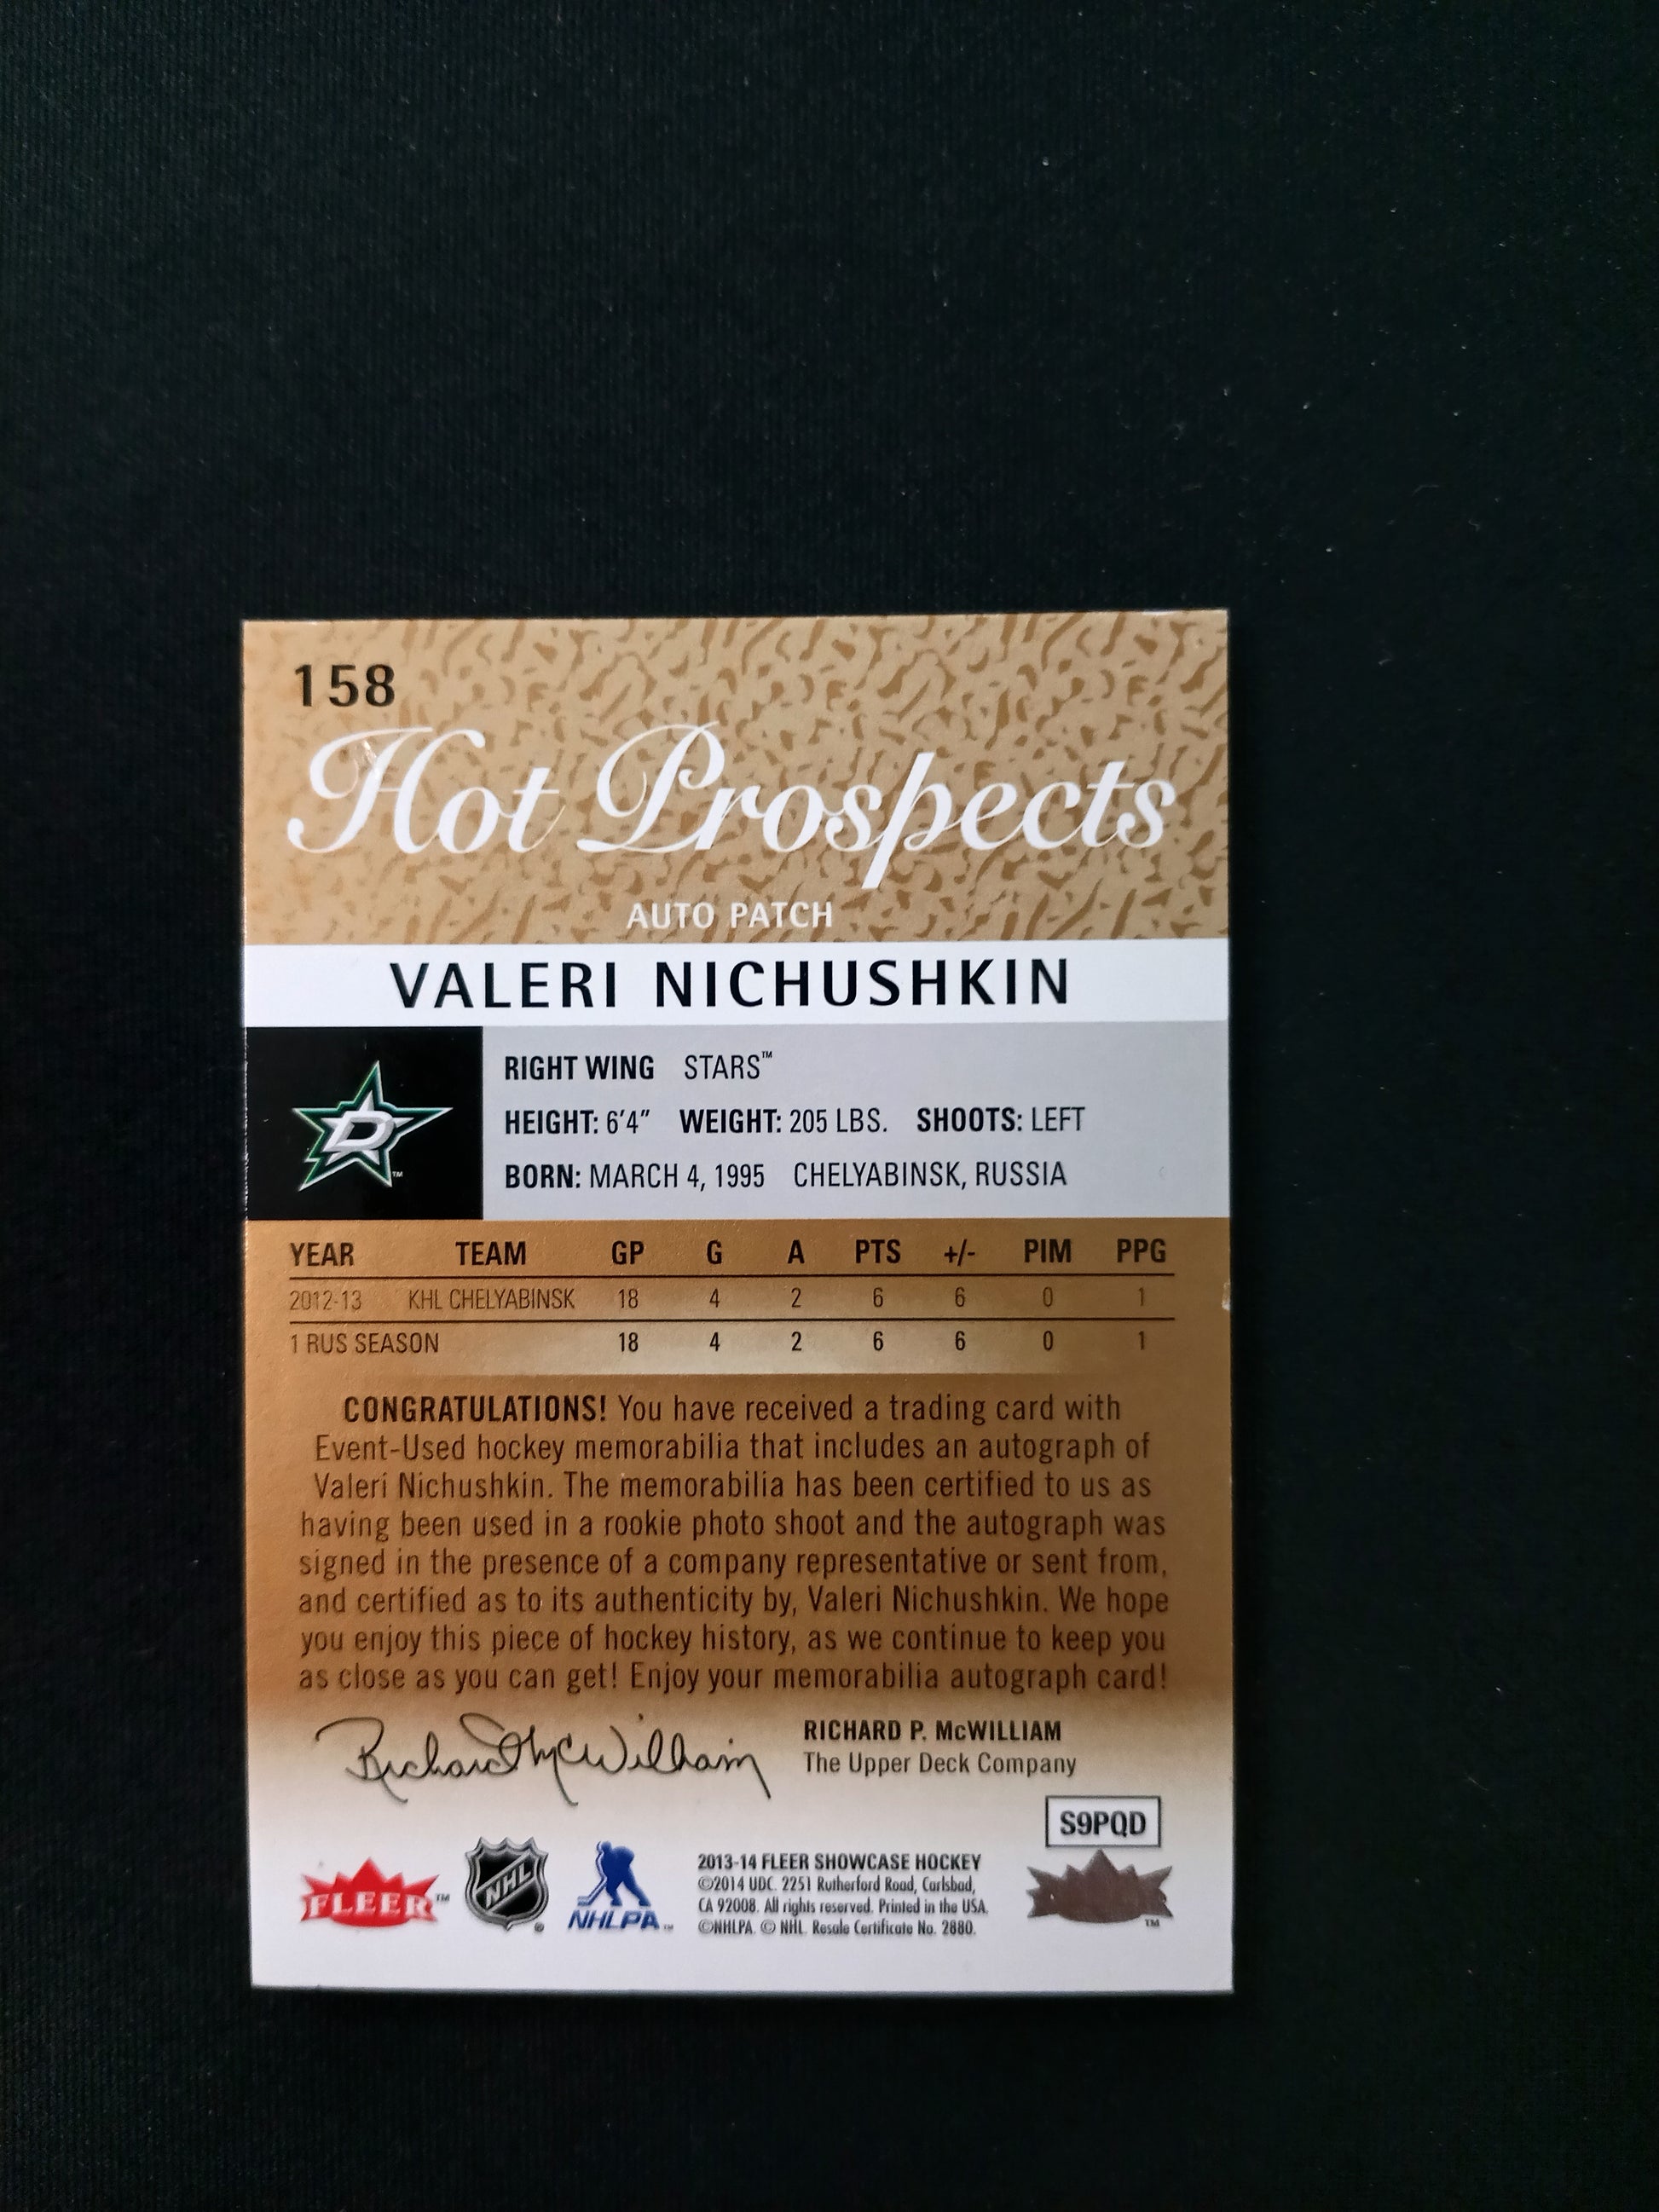 158
Hot Prospects
AUTO PATCH
VALERI NICHUSHKIN
D
™
RIGHT WING STARS™
HEIGHT: 6'4" WEIGHT: 205 LBS. SHOOTS: LEFT
BORN: MARCH 4, 1995 CHELYABINSK, RUSSIA
YEAR TEAM GP G A PTS +/- PIM PPG
2012-13 KHL CHELYABINSK 18 4 2 6 6 0 1
1 RUS SEASON 18 4 2 6 6 0 1
CONGRATULATIONS! You have received a trading card with
Event-Used hockey memorabilia that includes an autograph of
Valeri Nichushkin. The memorabilia has been certified to us as
having been used in a rookie photo shoot and the autograph was
signed in the presence of a company representative or sent from,
and certified as to its authenticity by, Valeri Nichushkin. We hope
you enjoy this piece of hockey history, as we continue to keep you
as close as you can get! Enjoy your memorabilia autograph card!
Richard McWilliam
RICHARD P. McWILLIAM
The Upper Deck Company
S9PQD
FLEER™
NHL®
NHLPA™
2013-14 FLEER SHOWCASE HOCKEY
©2014 UDC. 2251 Rutherford Road, Carlsbad,
CA 92008. All rights reserved. Printed in the USA.
©NHLPA. © NHL. Resale Certificate No. 2880.
™